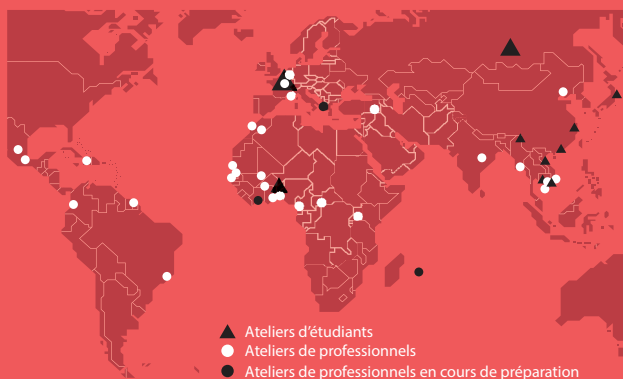 Ateliers d'étudiants
Ateliers de professionnels
Ateliers de professionnels en cours de préparation